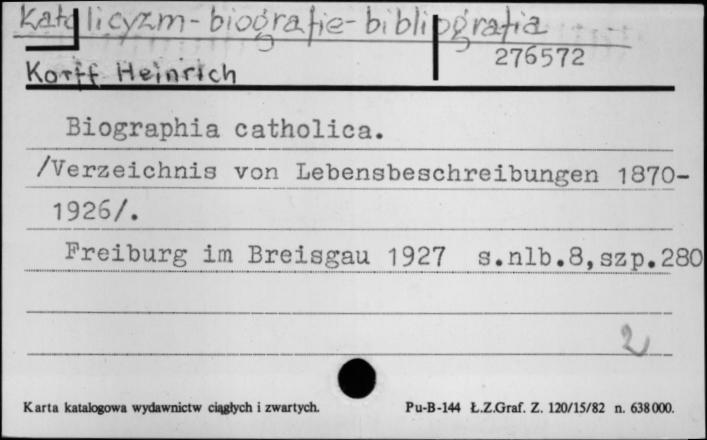 Katolicyzm - biografie - bibliografia
276572
Korff Heinrich
Biographia catholica.
/Verzeichnis von Lebensbeschreibungen 1870-
1926/.
Freiburg im Breisgau 1927 s.nlb.8,szp.280
2
Karta katalogowa wydawnictw ciągłych i zwartych. Pu-B-144 Ł.Z.Graf. Z. 120/15/82 n. 638000.